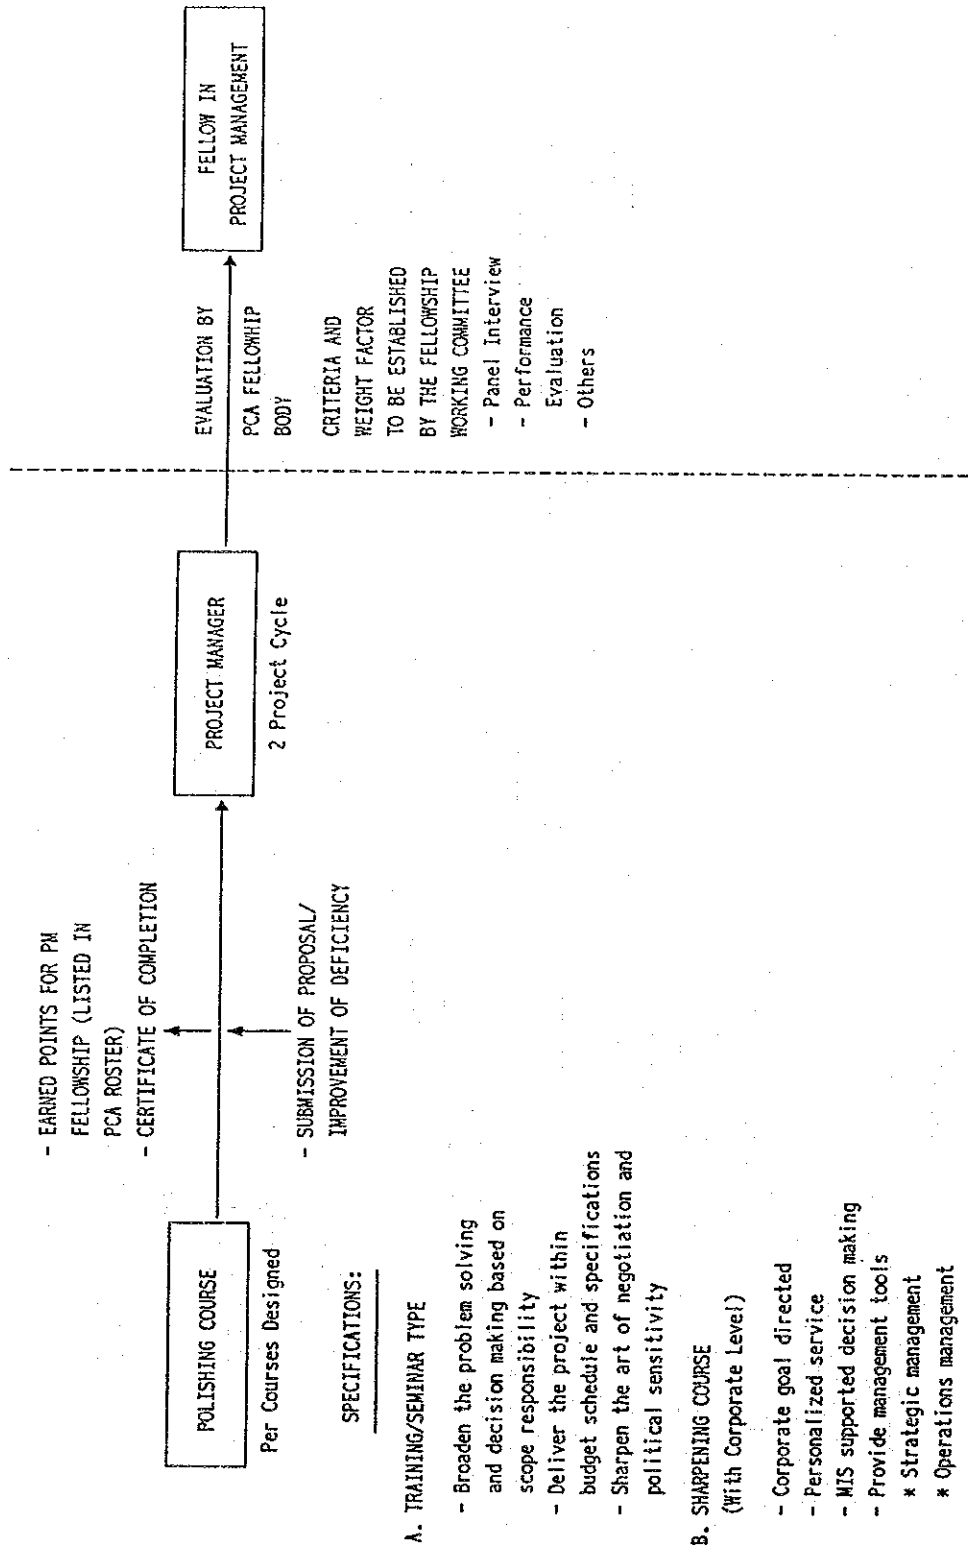 - EARNED POINTS FOR PM
FELLOWSHIP (LISTED IN
PCA ROSTER)
- CERTIFICATE OF COMPLETION
POLISHING COURSE
Per Courses Designed
- SUBMISSION OF PROPOSAL/
IMPROVEMENT OF DEFICIENCY
PROJECT MANAGER
2 Project Cycle
EVALUATION BY
PCA FELLOWHIP
BODY
FELLOW IN
PROJECT MANAGEMENT
CRITERIA AND
WEIGHT FACTOR
TO BE ESTABLISHED
BY THE FELLOWSHIP
WORKING COMMITTEE
- Panel Interview
- Performance
Evaluation
- Others
SPECIFICATIONS:
A. TRAINING/SEMINAR TYPE
- Broaden the problem solving
and decision making based on
scope responsibility
- Deliver the project within
budget schedule and specifications
- Sharpen the art of negotiation and
political sensitivity
B. SHARPENING COURSE
(With Corporate Level)
- Corporate goal directed
- Personalized service
- MIS supported decision making
- Provide management tools
* Strategic management
* Operations management